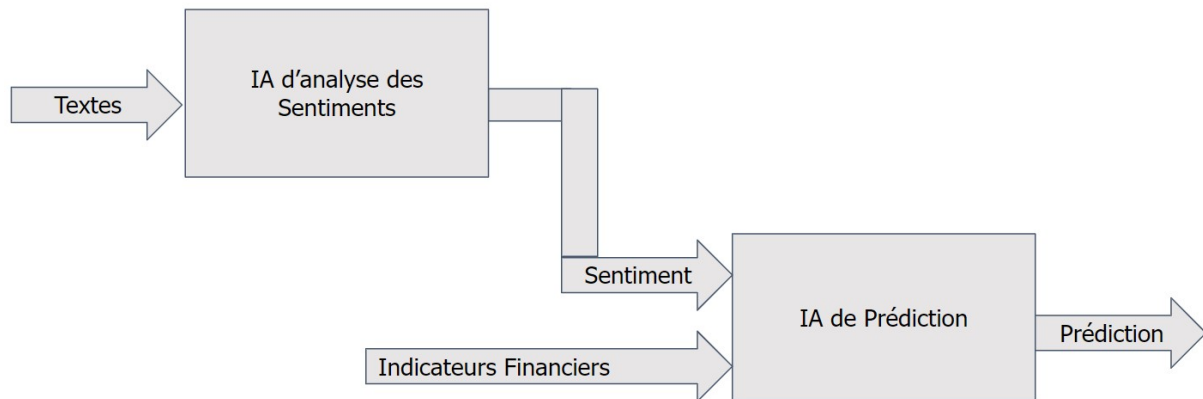 IA d’analyse des
Sentiments
Textes
Sentiment
IA de Prédiction
Prédiction
Indicateurs Financiers